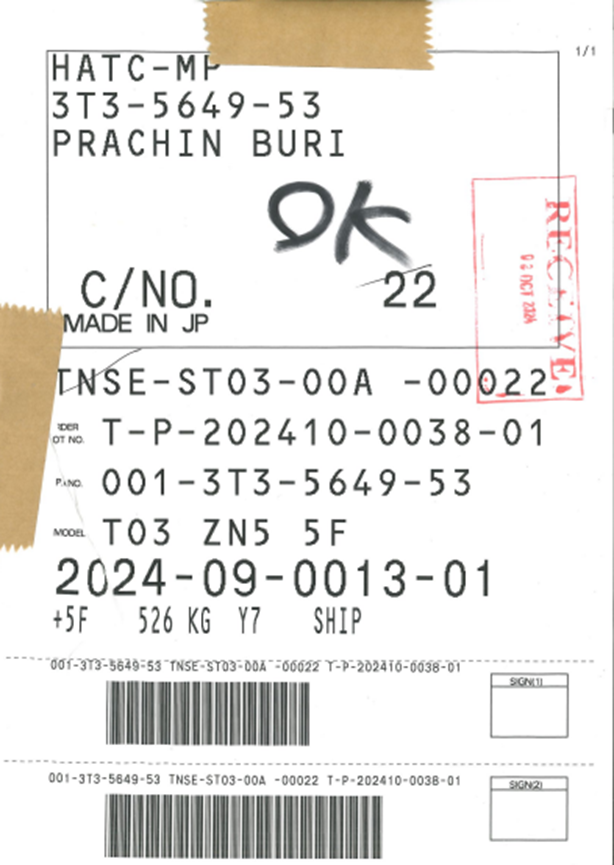 1/1
HATC-MP
3T3-5649-53
PRACHIN BURI
OK
C/NO. 22
MADE IN JP
RECEIVE
OCT 2024
TNSE-ST03-00A -00022
T-P-202410-0038-01
OT NO.
P.NO. 001-3T3-5649-53
MODEL T03 ZN5 5F
2024-09-0013-01
+5F 526 KG Y7 SHIP
001-3T3-5649-53 TNSE-ST03-00A -00022 T-P-202410-0038-01
SIGN(1)
001-3T3-5649-53 TNSE-ST03-00A -00022 T-P-202410-0038-01
SIGN(2)